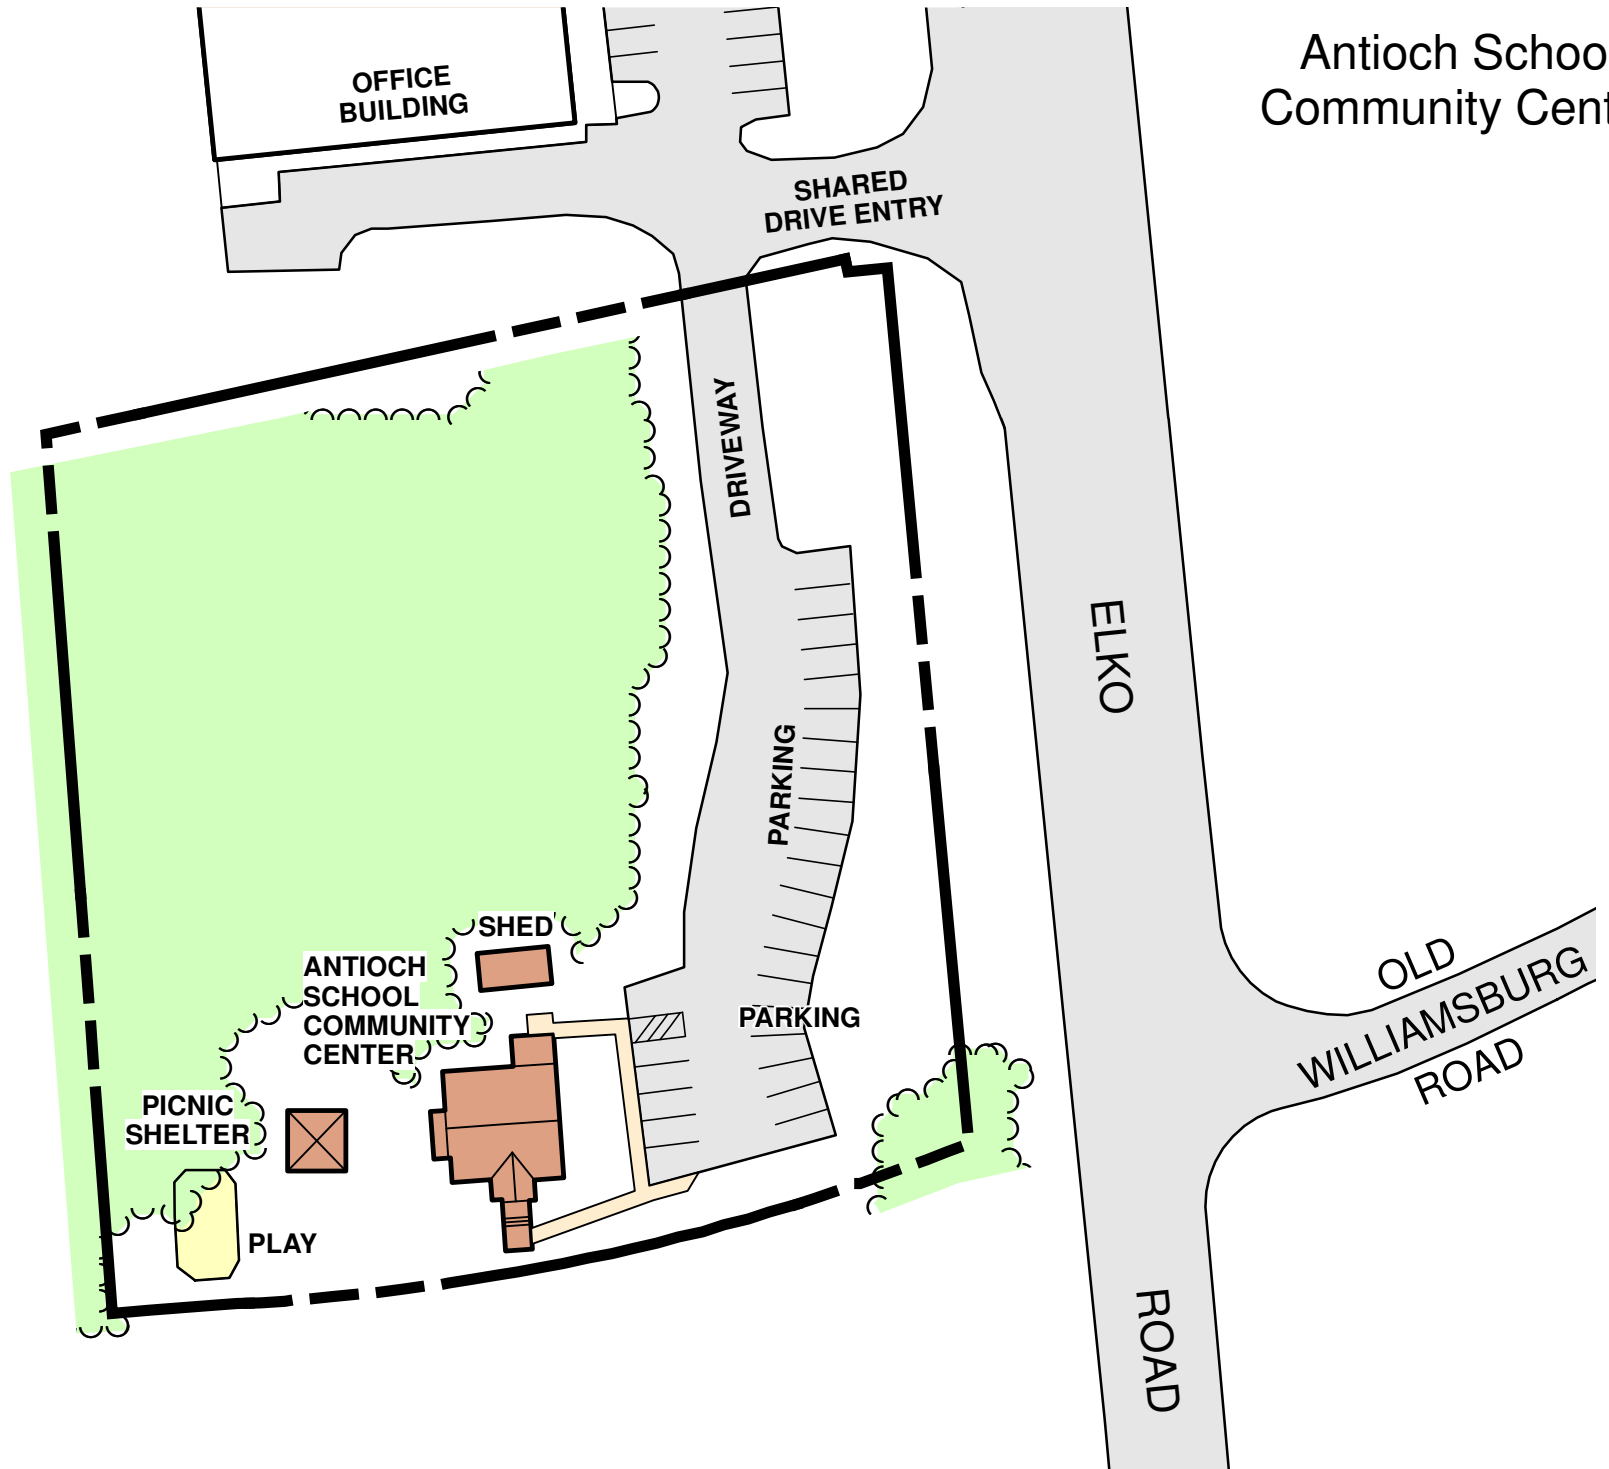 Antioch Schoo
Community Cent
OFFICE
BUILDING
SHARED
DRIVE ENTRY
DRIVEWAY
ELKO
PARKING
SHED
ANTIOCH
SCHOOL
COMMUNITY
CENTER
PARKING
OLD
WILLIAMSBURG
ROAD
PICNIC
SHELTER
PLAY
ROAD